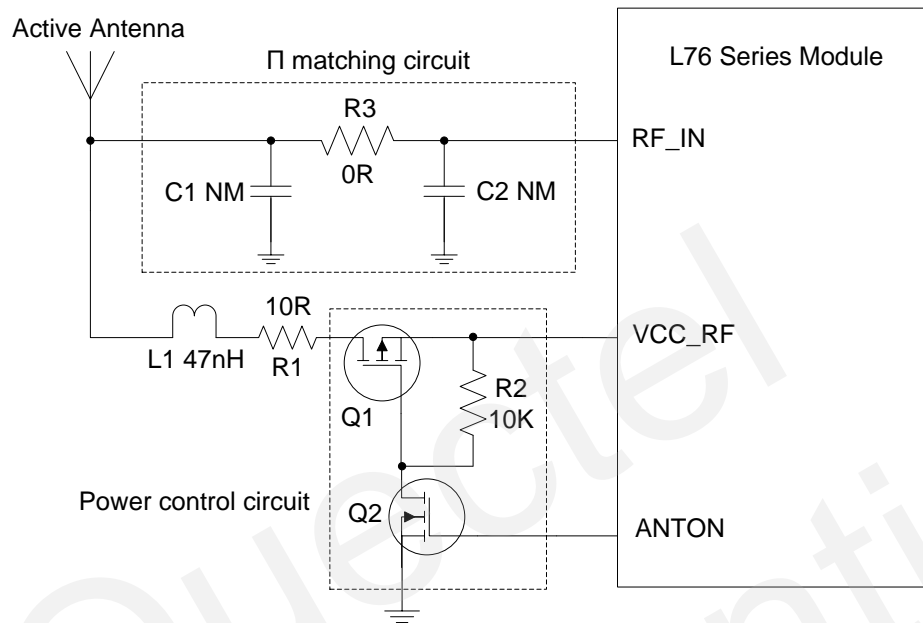 Active Antenna
Π matching circuit
L76 Series Module
R3
0R
RF_IN
C1 NM
C2 NM
10R
R1
L1 47nH
VCC_RF
Q1
R2
10K
Power control circuit
Q2
ANTON
Quectel